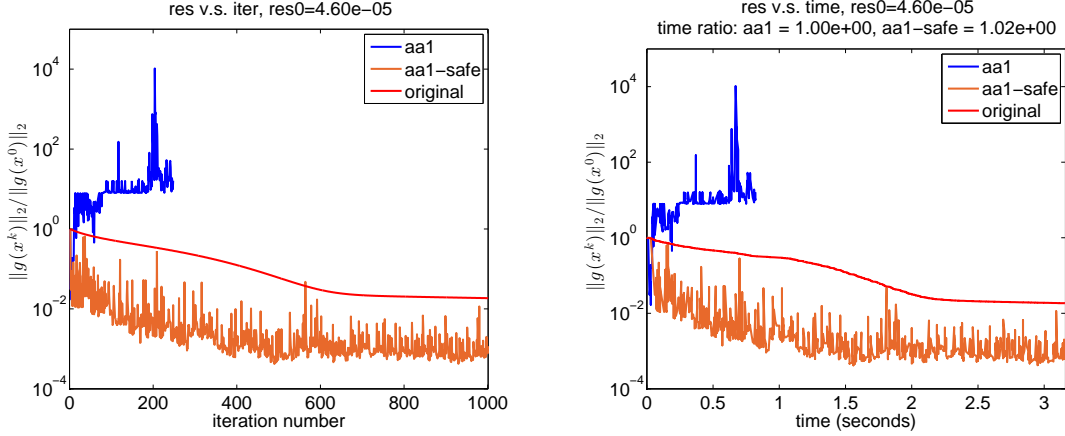 res v.s. iter, res0=4.60e−05
aa1
aa1−safe
original
10^4
10^2
10^0
10^−2
10^−4
||g(x^k)||_2/||g(x^0)||_2
0
200
400
600
800
1000
iteration number
res v.s. time, res0=4.60e−05
time ratio: aa1 = 1.00e+00, aa1−safe = 1.02e+00
aa1
aa1−safe
original
10^4
10^2
10^0
10^−2
10^−4
||g(x^k)||_2/||g(x^0)||_2
0
0.5
1
1.5
2
2.5
3
time (seconds)